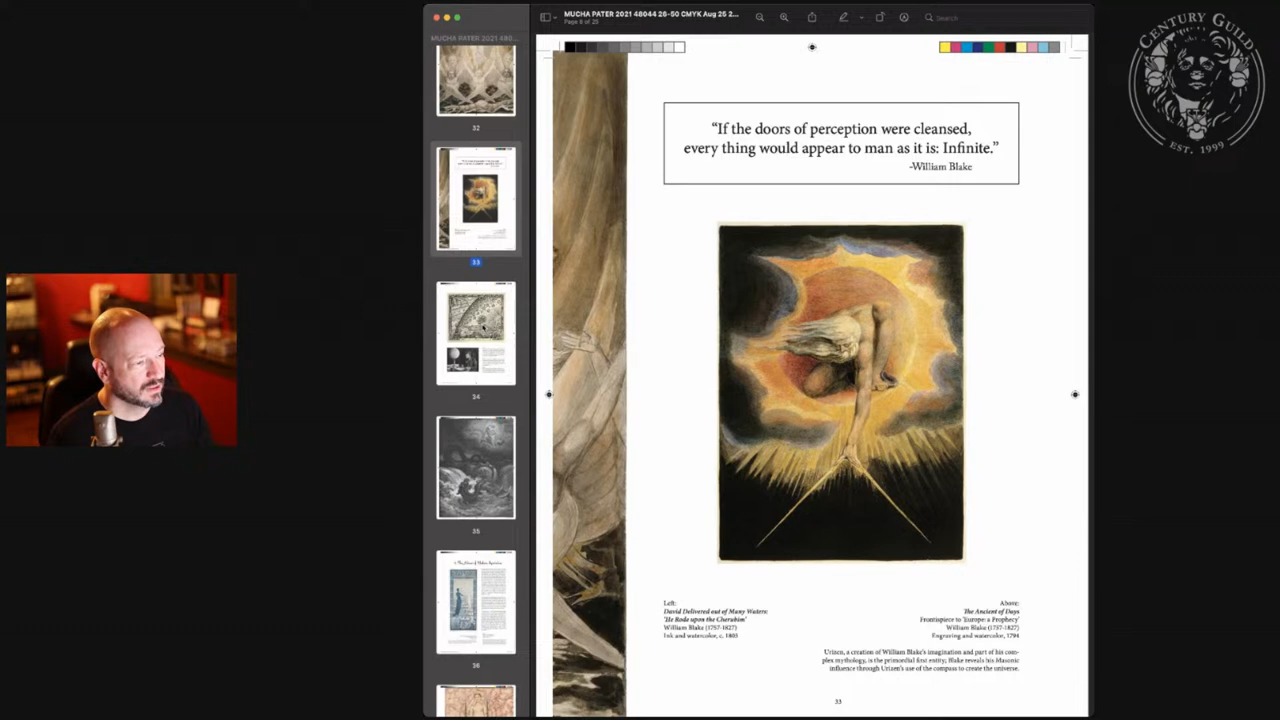 MUCHA PATER 2021 48044 26-50 CMYK Aug 25 2...
Page 8 of 25
Search
MUCHA PATER 2021 480...
32
33
34
35
36
"If the doors of perception were cleansed,
every thing would appear to man as it is: Infinite."
-William Blake
Left:
David Delivered out of Many Waters:
'He Rode upon the Cherubim'
William Blake (1757-1827)
Ink and watercolor, c. 1805
Above:
The Ancient of Days
Frontispiece to 'Europe: a Prophecy'
William Blake (1757-1827)
Engraving and watercolor, 1794
Urizen, a creation of William Blake's imagination and part of his com-
plex mythology, is the primordial first entity; Blake reveals his Masonic
influence through Urizen's use of the compass to create the universe.
33
CENTURY GUILD
EST. 1999